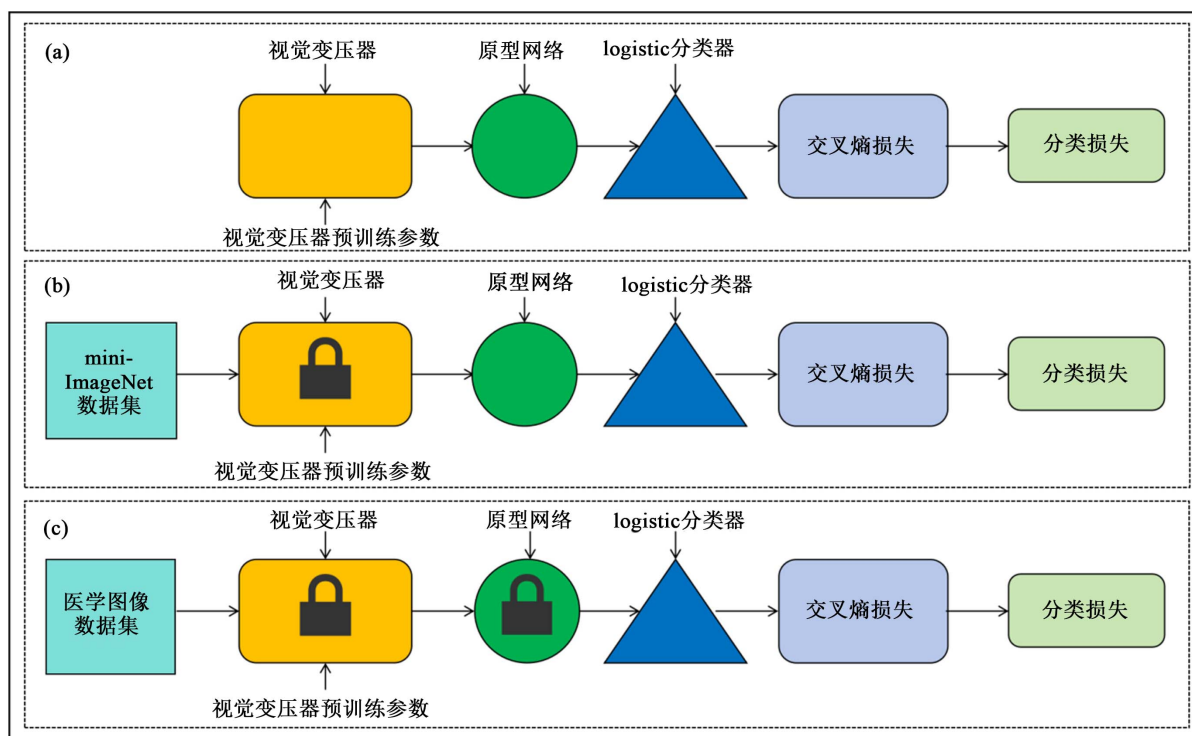 (a)
视觉变压器
原型网络
logistic分类器
交叉熵损失
分类损失
视觉变压器预训练参数
(b)
视觉变压器
原型网络
logistic分类器
mini-
ImageNet
数据集
交叉熵损失
分类损失
视觉变压器预训练参数
(c)
视觉变压器
原型网络
logistic分类器
医学图像
数据集
交叉熵损失
分类损失
视觉变压器预训练参数